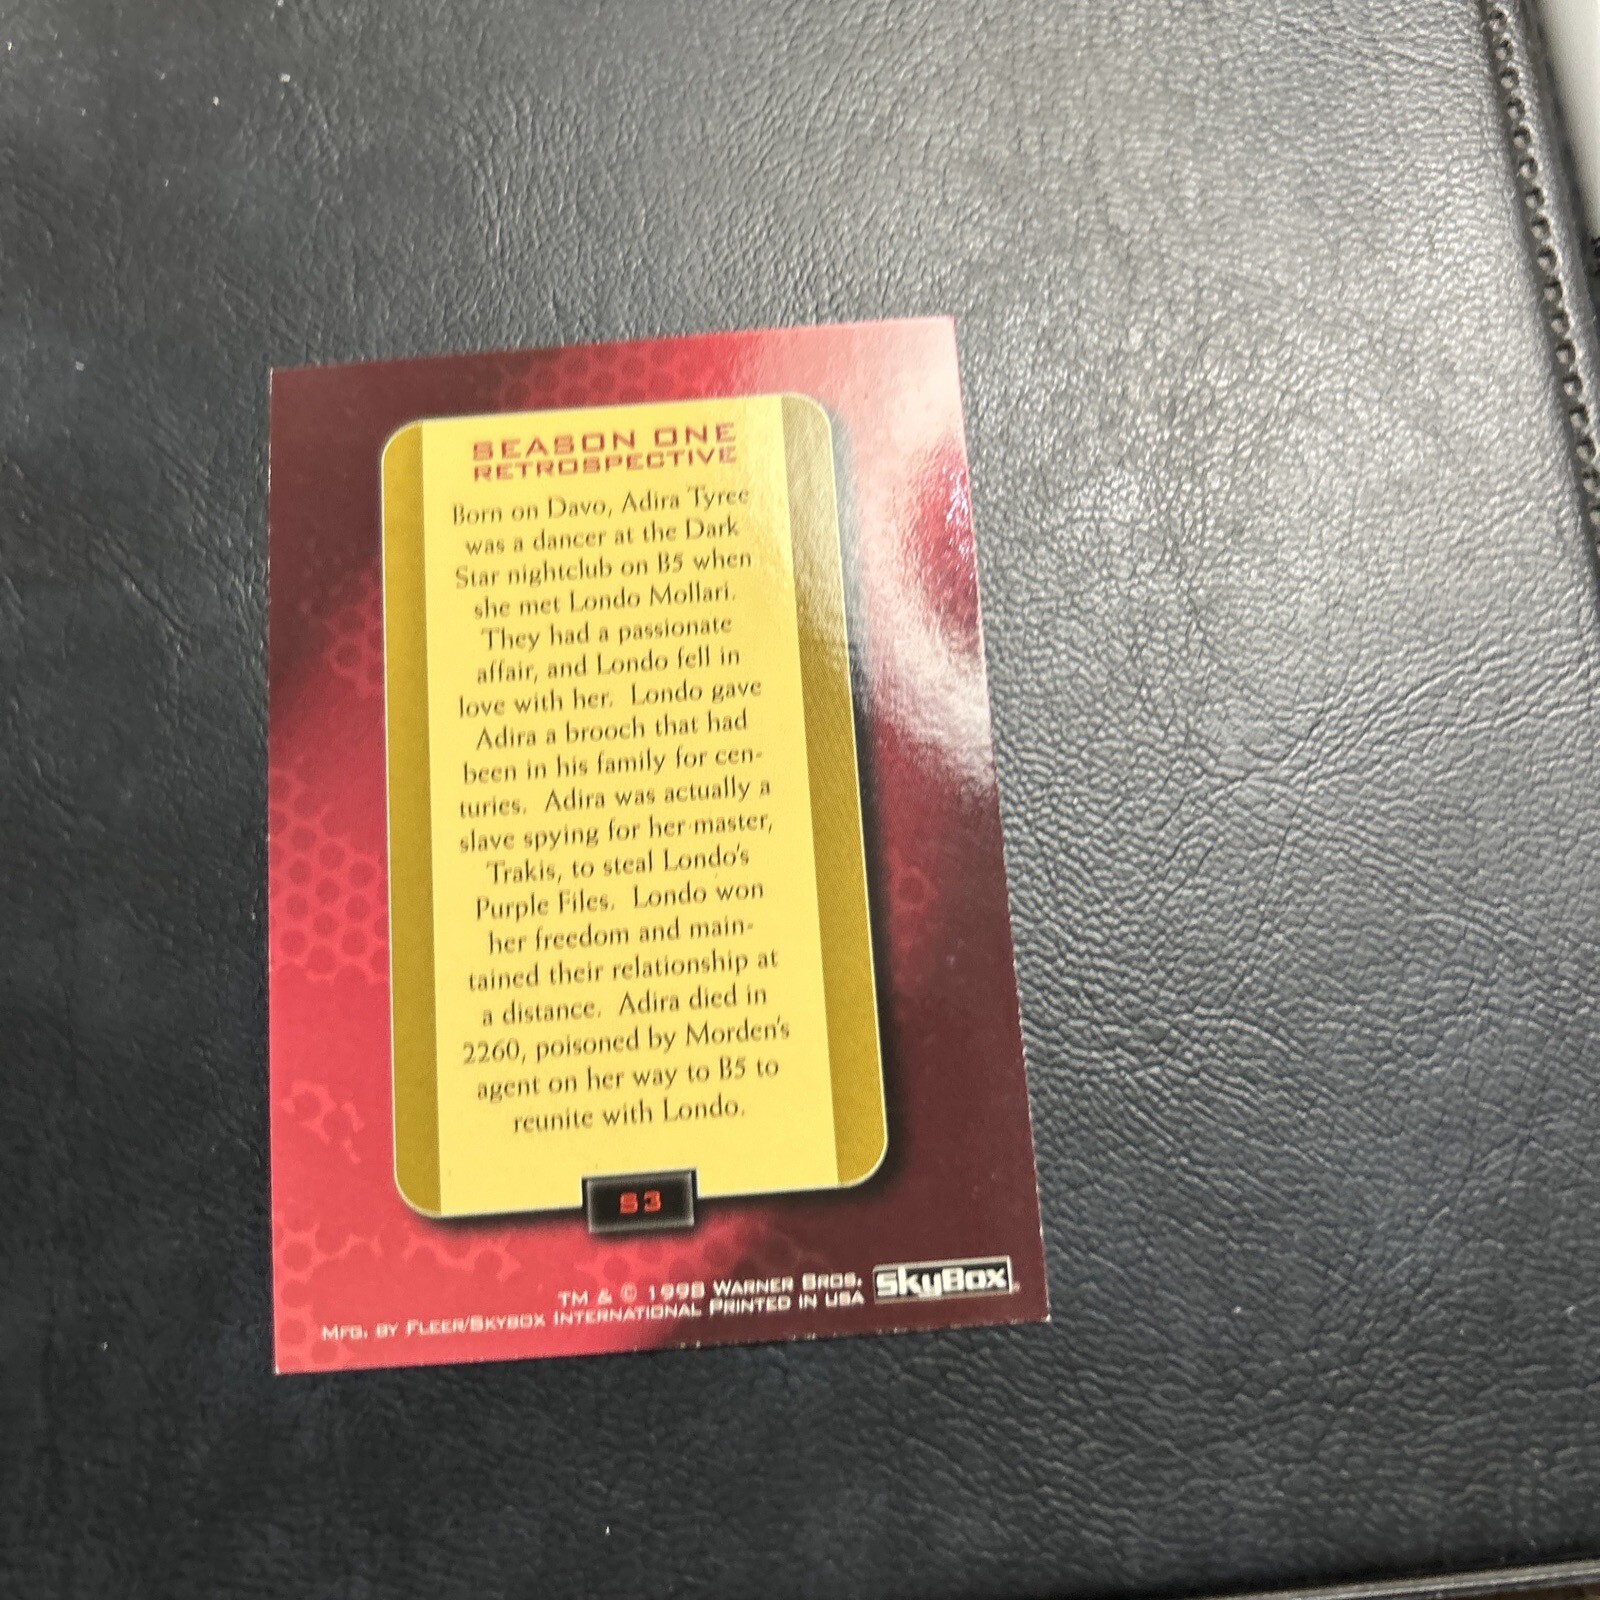 SEASON ONE
RETROSPECTIVE
Born on Davo, Adira Tyree
was a dancer at the Dark
Star nightclub on B5 when
she met Londo Mollari.
They had a passionate
affair, and Londo fell in
love with her. Londo gave
Adira a brooch that had
been in his family for cen-
turies. Adira was actually a
slave spying for her master,
Trakis, to steal Londo's
Purple Files. Londo won
her freedom and main-
tained their relationship at
a distance. Adira died in
2260, poisoned by Morden's
agent on her way to B5 to
reunite with Londo.
S3
TM & © 1998 WARNER BROS.
MFG. BY FLEER/SKYBOX INTERNATIONAL PRINTED IN USA
SkyBox